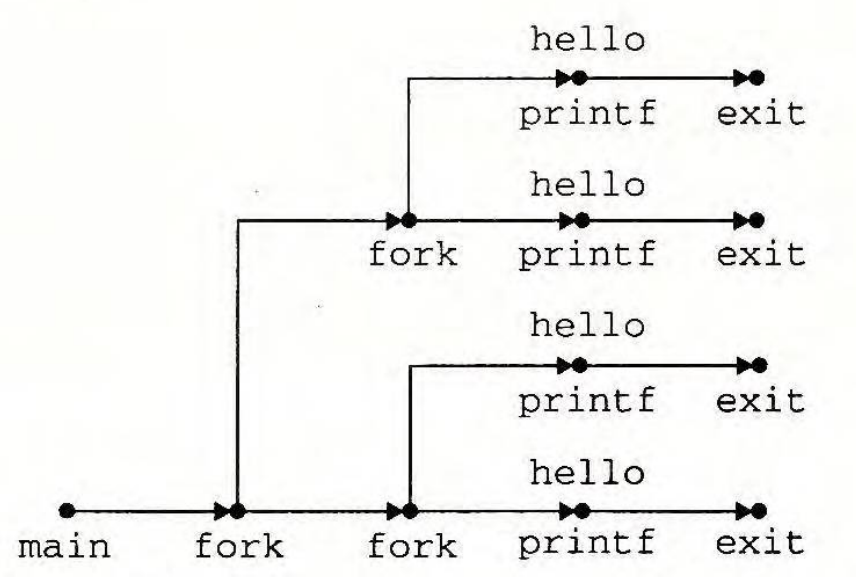 hello
printf exit
hello
fork printf exit
hello
printf exit
hello
main fork fork printf exit